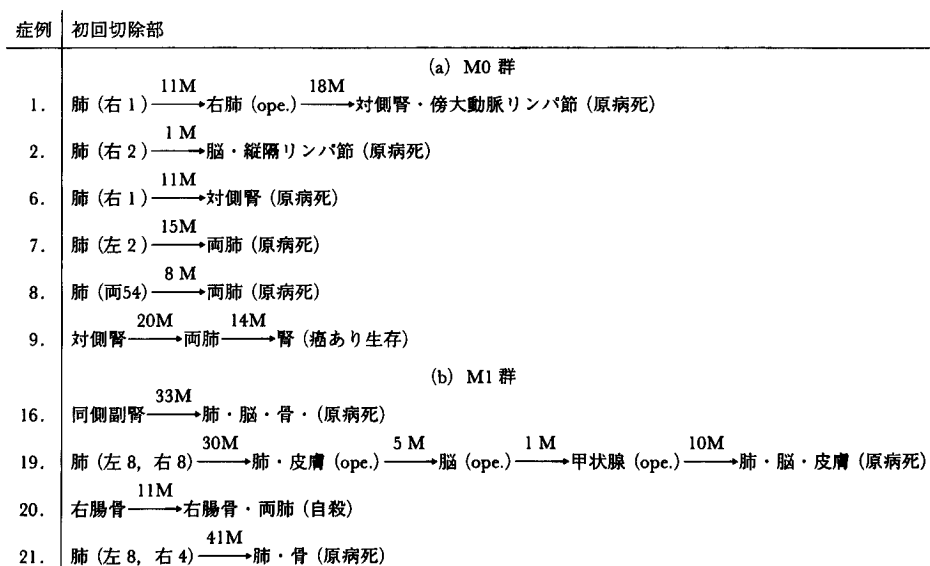 症例 初回切除部
(a) M0 群
11M 18M
1. 肺 (右 1) → 右肺 (ope.) → 対側腎・傍大動脈リンパ節 (原病死)
1 M
2. 肺 (右 2) → 脳・縦隔リンパ節 (原病死)
11M
6. 肺 (右 1) → 対側腎 (原病死)
15M
7. 肺 (左 2) → 両肺 (原病死)
8 M
8. 肺 (両54) → 両肺 (原病死)
20M 14M
9. 対側腎 → 両肺 → 腎 (癌あり生存)
(b) M1 群
33M
16. 同側副腎 → 肺・脳・骨・(原病死)
30M 5 M 1 M 10M
19. 肺 (左 8, 右 8) → 肺・皮膚 (ope.) → 脳 (ope.) → 甲状腺 (ope.) → 肺・脳・皮膚 (原病死)
11M
20. 右腸骨 → 右腸骨・両肺 (自殺)
41M
21. 肺 (左 8, 右 4) → 肺・骨 (原病死)